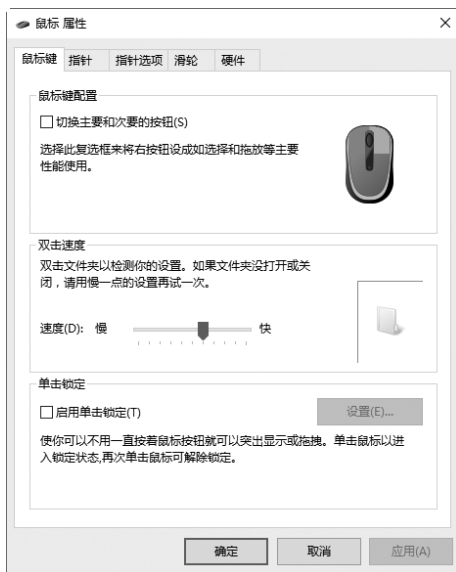 鼠标 属性
鼠标键 指针 指针选项 滑轮 硬件
鼠标键配置
切换主要和次要的按钮(S)
选择此复选框来将右按钮设成如选择和拖放等主要
性能使用。
双击速度
双击文件夹以检测你的设置。如果文件夹没打开或关
闭，请用慢一点的设置再试一次。
速度(D): 慢 快
单击锁定
启用单击锁定(T) 设置(E)...
使你可以不用一直按着鼠标按钮就可以突出显示或拖拽。单击鼠标以进
入锁定状态,再次单击鼠标可解除锁定。
确定 取消 应用(A)